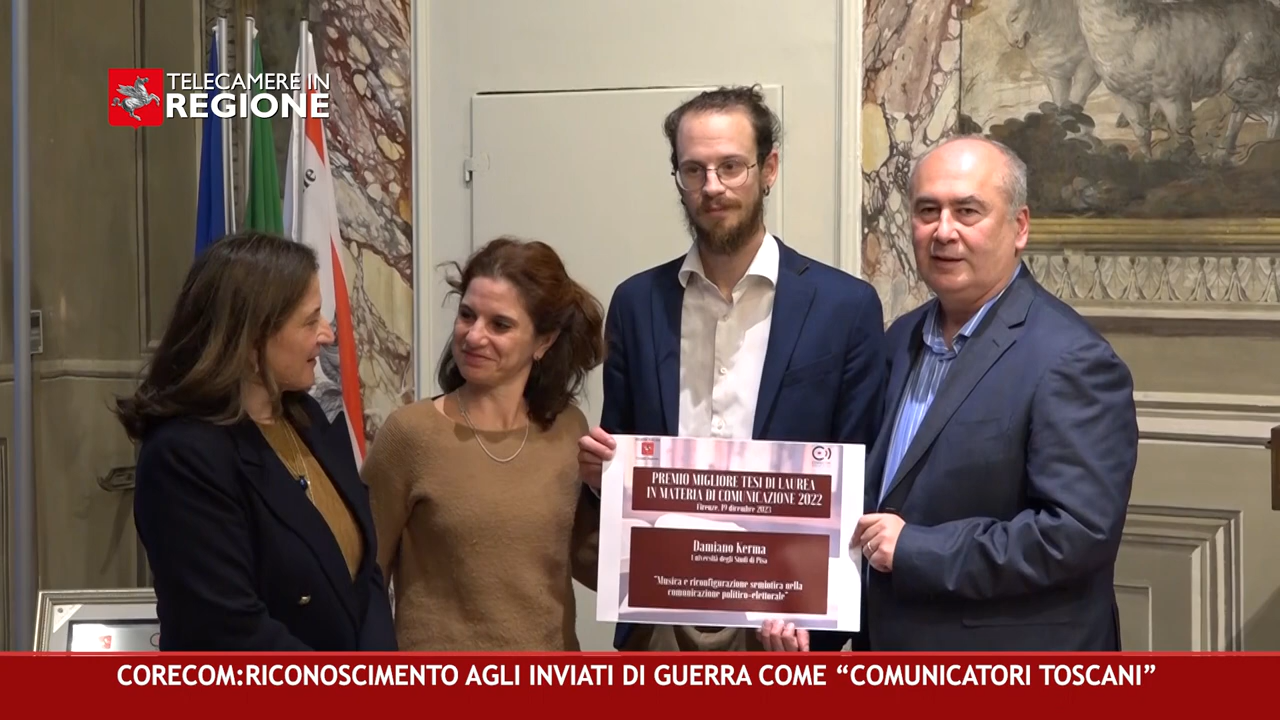 TELECAMERE IN
REGIONE
PREMIO MIGLIORE TESI DI LAUREA
IN MATERIA DI COMUNICAZIONE 2022
Firenze, 19 dicembre 2023
Damiano Kerma
Università degli Studi di Pisa
"Musica e riconfigurazione semiotica nella
comunicazione politico-elettorale"
CORECOM:RICONOSCIMENTO AGLI INVIATI DI GUERRA COME “COMUNICATORI TOSCANI”